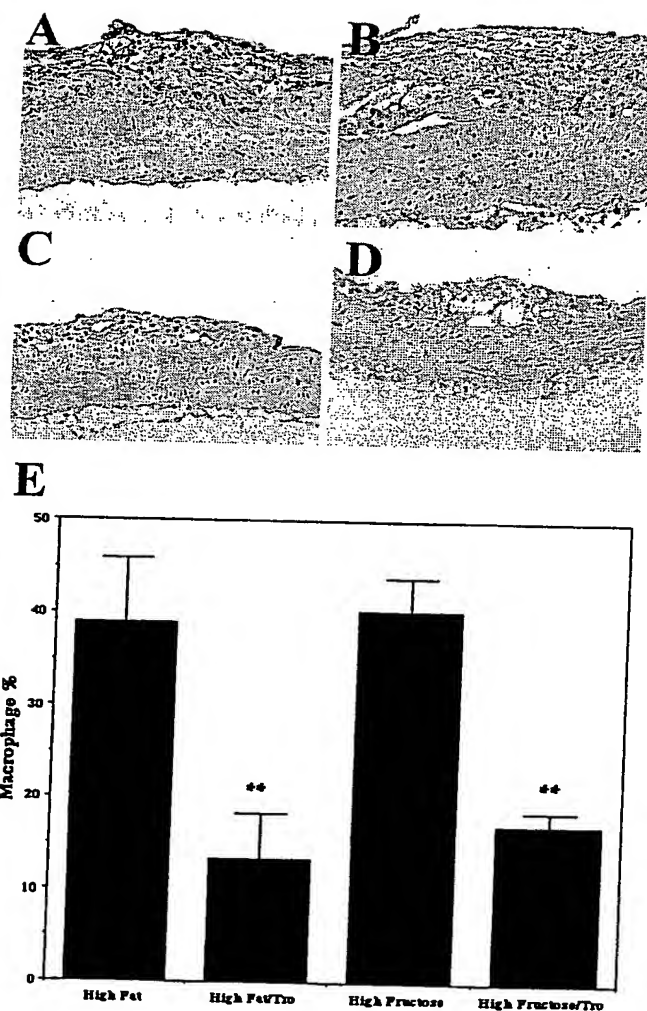 A
B
C
D
E
50
40
30
20
10
0
Macrophage %
**
**
High Fat
High Fat/Tro
High Fructose
High Fructose/Tro